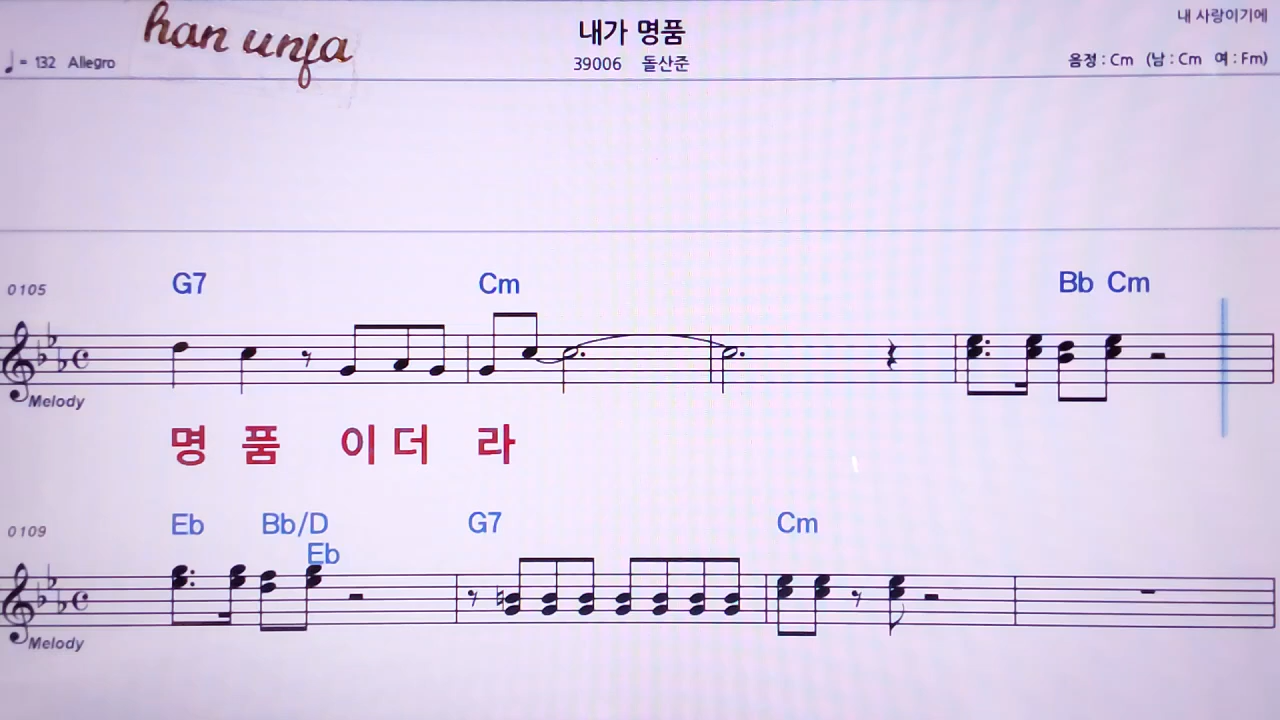 han unja
내가 명품
내 사랑이기에
♩= 132 Allegro
39006 돌산준
음정 : Cm (남 : Cm 여 : Fm)
G7 Cm Bb Cm
0105
Melody
명 품 이 더 라
Eb Bb/D G7 Cm
0109
Eb
Melody